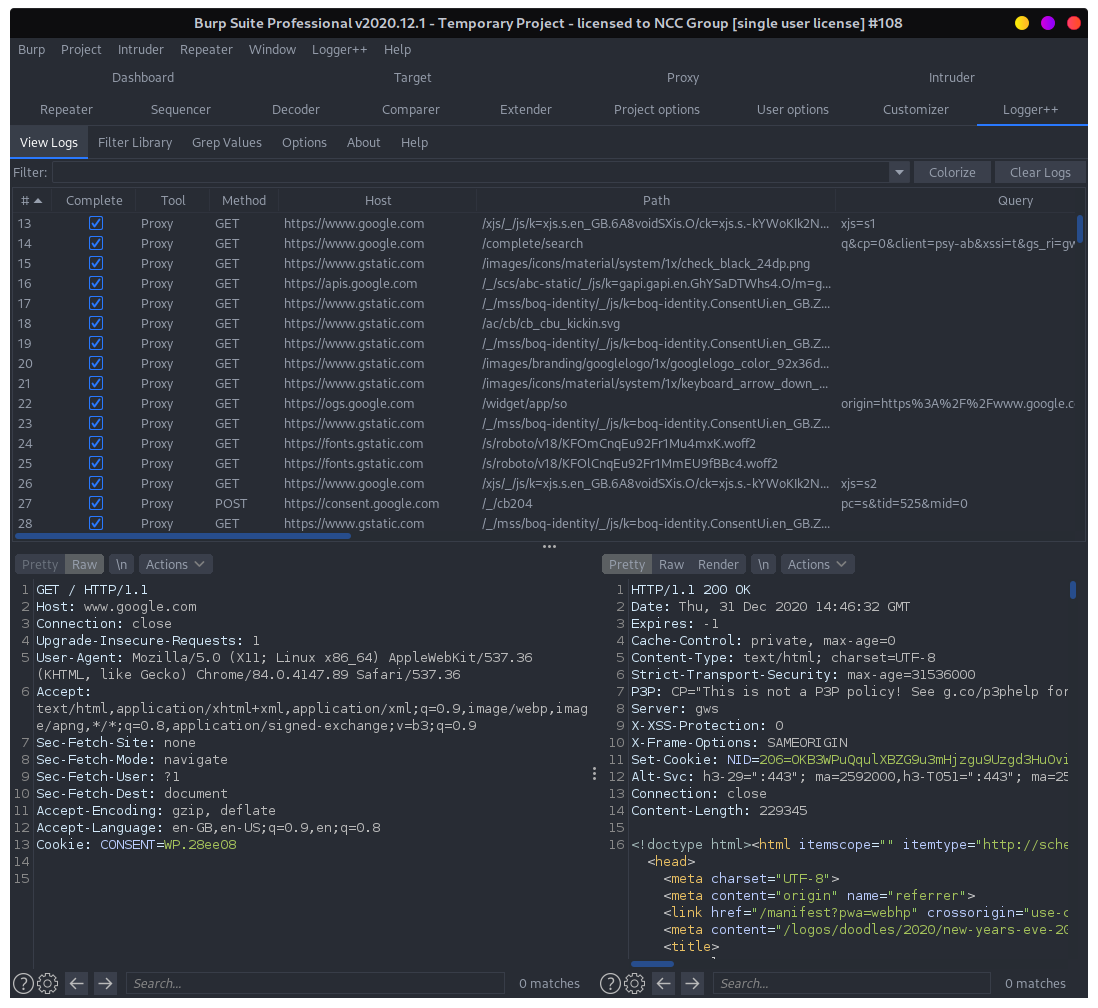 Burp Suite Professional v2020.12.1 - Temporary Project - licensed to NCC Group [single user license] #108
Burp Project Intruder Repeater Window Logger++ Help
Dashboard Target Proxy Intruder
Repeater Sequencer Decoder Comparer Extender Project options User options Customizer Logger++
View Logs Filter Library Grep Values Options About Help
Filter: Colorize Clear Logs
# Complete Tool Method Host Path Query
13 Proxy GET https://www.google.com /xjs/_/js/k=xjs.s.en_GB.6A8voidSXis.O/ck=xjs.s.-kYWoKIk2N... xjs=s1
14 Proxy GET https://www.google.com /complete/search q&cp=0&client=psy-ab&xssi=t&gs_ri=gw
15 Proxy GET https://www.gstatic.com /images/icons/material/system/1x/check_black_24dp.png
16 Proxy GET https://apis.google.com /_/scs/abc-static/_/js/k=gapi.gapi.en.GhYSaDTWhs4.O/m=g...
17 Proxy GET https://www.gstatic.com /_/mss/boq-identity/_/js/k=boq-identity.ConsentUi.en_GB.Z...
18 Proxy GET https://www.gstatic.com /ac/cb/cb_cbu_kickin.svg
19 Proxy GET https://www.gstatic.com /_/mss/boq-identity/_/js/k=boq-identity.ConsentUi.en_GB.Z...
20 Proxy GET https://www.gstatic.com /images/branding/googlelogo/1x/googlelogo_color_92x36d...
21 Proxy GET https://www.gstatic.com /images/icons/material/system/1x/keyboard_arrow_down_...
22 Proxy GET https://ogs.google.com /widget/app/so origin=https%3A%2F%2Fwww.google.c
23 Proxy GET https://www.gstatic.com /_/mss/boq-identity/_/js/k=boq-identity.ConsentUi.en_GB.Z...
24 Proxy GET https://fonts.gstatic.com /s/roboto/v18/KFOmCnqEu92Fr1Mu4mxK.woff2
25 Proxy GET https://fonts.gstatic.com /s/roboto/v18/KFOlCnqEu92Fr1MmEU9fBBc4.woff2
26 Proxy GET https://www.google.com /xjs/_/js/k=xjs.s.en_GB.6A8voidSXis.O/ck=xjs.s.-kYWoKIk2N... xjs=s2
27 Proxy POST https://consent.google.com /_/cb204 pc=s&tid=525&mid=0
28 Proxy GET https://www.gstatic.com /_/mss/boq-identity/_/js/k=boq-identity.ConsentUi.en_GB.Z...
Pretty Raw \n Actions
1 GET / HTTP/1.1
2 Host: www.google.com
3 Connection: close
4 Upgrade-Insecure-Requests: 1
5 User-Agent: Mozilla/5.0 (X11; Linux x86_64) AppleWebKit/537.36
(KHTML, like Gecko) Chrome/84.0.4147.89 Safari/537.36
6 Accept:
text/html,application/xhtml+xml,application/xml;q=0.9,image/webp,imag
e/apng,*/*;q=0.8,application/signed-exchange;v=b3;q=0.9
7 Sec-Fetch-Site: none
8 Sec-Fetch-Mode: navigate
9 Sec-Fetch-User: ?1
10 Sec-Fetch-Dest: document
11 Accept-Encoding: gzip, deflate
12 Accept-Language: en-GB,en-US;q=0.9,en;q=0.8
13 Cookie: CONSENT=WP.28ee08
14
15
Search... 0 matches
Pretty Raw Render \n Actions
1 HTTP/1.1 200 OK
2 Date: Thu, 31 Dec 2020 14:46:32 GMT
3 Expires: -1
4 Cache-Control: private, max-age=0
5 Content-Type: text/html; charset=UTF-8
6 Strict-Transport-Security: max-age=31536000
7 P3P: CP="This is not a P3P policy! See g.co/p3phelp for
8 Server: gws
9 X-XSS-Protection: 0
10 X-Frame-Options: SAMEORIGIN
11 Set-Cookie: NID=206=OKB3WPuQqulXBZG9u3mHjzgu9Uzgd3HuOvi
12 Alt-Svc: h3-29=":443"; ma=2592000,h3-T051=":443"; ma=25
13 Connection: close
14 Content-Length: 229345
15
16 <!doctype html><html itemscope="" itemtype="http://sche
<head>
<meta charset="UTF-8">
<meta content="origin" name="referrer">
<link href="/manifest?pwa=webhp" crossorigin="use-c
<meta content="/logos/doodles/2020/new-years-eve-20
<title>
Search... 0 matches